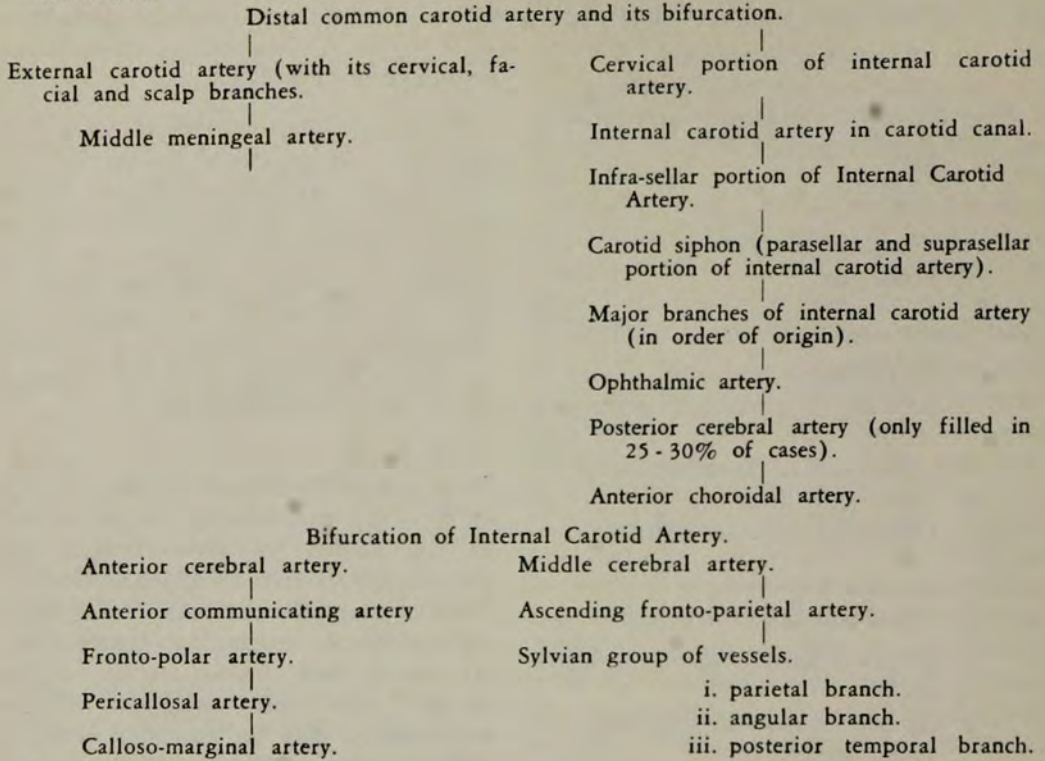 Distal common carotid artery and its bifurcation.
External carotid artery (with its cervical, fa-
cial and scalp branches.
Middle meningeal artery.
Cervical portion of internal carotid
artery.
Internal carotid artery in carotid canal.
Infra-sellar portion of Internal Carotid
Artery.
Carotid siphon (parasellar and suprasellar
portion of internal carotid artery).
Major branches of internal carotid artery
(in order of origin).
Ophthalmic artery.
Posterior cerebral artery (only filled in
25 - 30% of cases).
Anterior choroidal artery.
Bifurcation of Internal Carotid Artery.
Anterior cerebral artery.
Anterior communicating artery
Fronto-polar artery.
Pericallosal artery.
Calloso-marginal artery.
Middle cerebral artery.
Ascending fronto-parietal artery.
Sylvian group of vessels.
i. parietal branch.
ii. angular branch.
iii. posterior temporal branch.